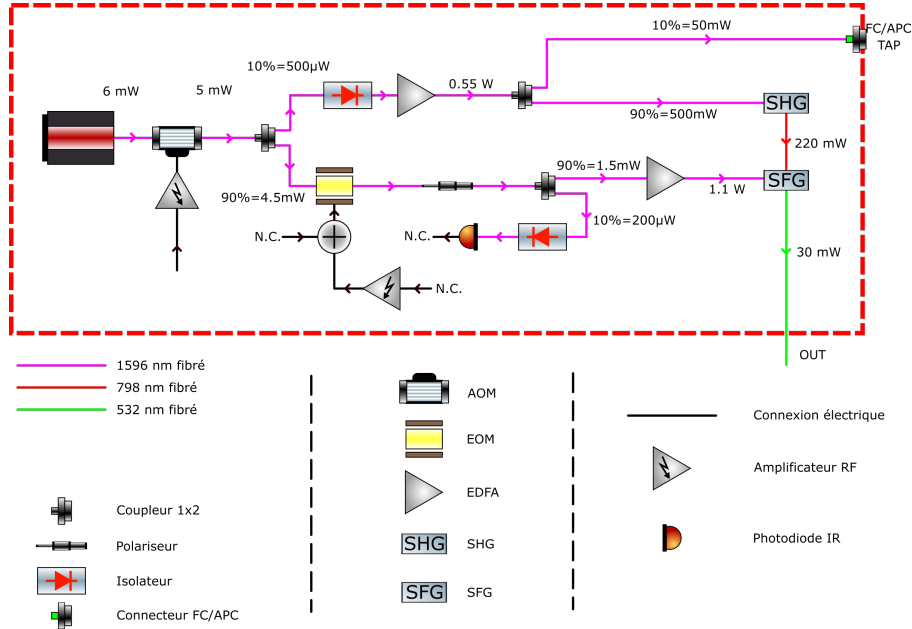 10%=50mW
FC/APC
TAP
6 mW
5 mW
10%=500µW
0.55 W
90%=500mW
SHG
220 mW
90%=4.5mW
90%=1.5mW
1.1 W
SFG
10%=200µW
N.C.
N.C.
30 mW
N.C.
OUT
1596 nm fibré
798 nm fibré
532 nm fibré
Coupleur 1x2
Polariseur
Isolateur
Connecteur FC/APC
AOM
EOM
EDFA
SHG
SHG
SFG
SFG
Connexion électrique
Amplificateur RF
Photodiode IR